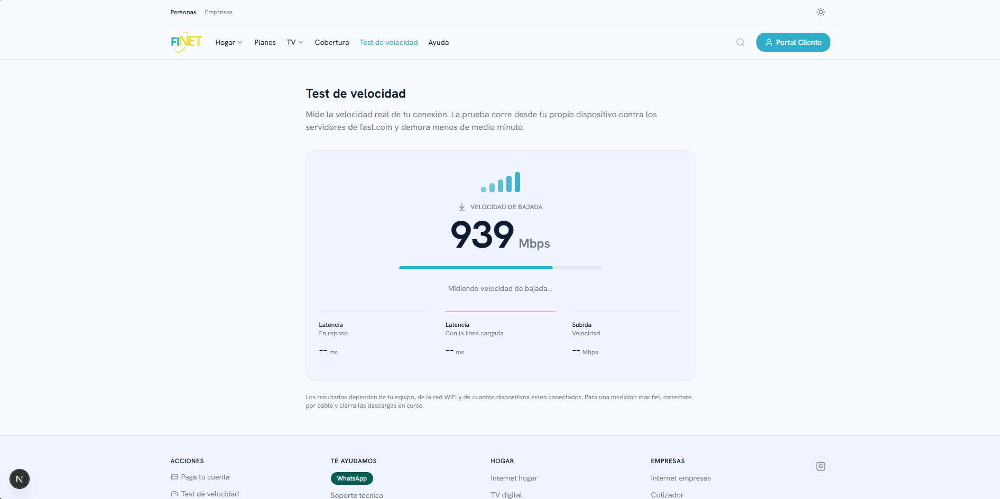 Personas Empresas
FINET Hogar Planes TV Cobertura Test de velocidad Ayuda Portal Cliente
Test de velocidad
Mide la velocidad real de tu conexion. La prueba corre desde tu propio dispositivo contra los
servidores de fast.com y demora menos de medio minuto.
VELOCIDAD DE BAJADA
939 Mbps
Midiendo velocidad de bajada...
Latencia
En reposo
-- ms
Latencia
Con la linea cargada
-- ms
Subida
Velocidad
-- Mbps
Los resultados dependen de tu equipo, de la red WiFi y de cuantos dispositivos esten conectados. Para una medicion mas fiel, conectate
por cable y cierra las descargas en curso.
ACCIONES
Paga tu cuenta
Test de velocidad
TE AYUDAMOS
WhatsApp
Soporte técnico
HOGAR
Internet hogar
TV digital
EMPRESAS
Internet empresas
Cotizador
N